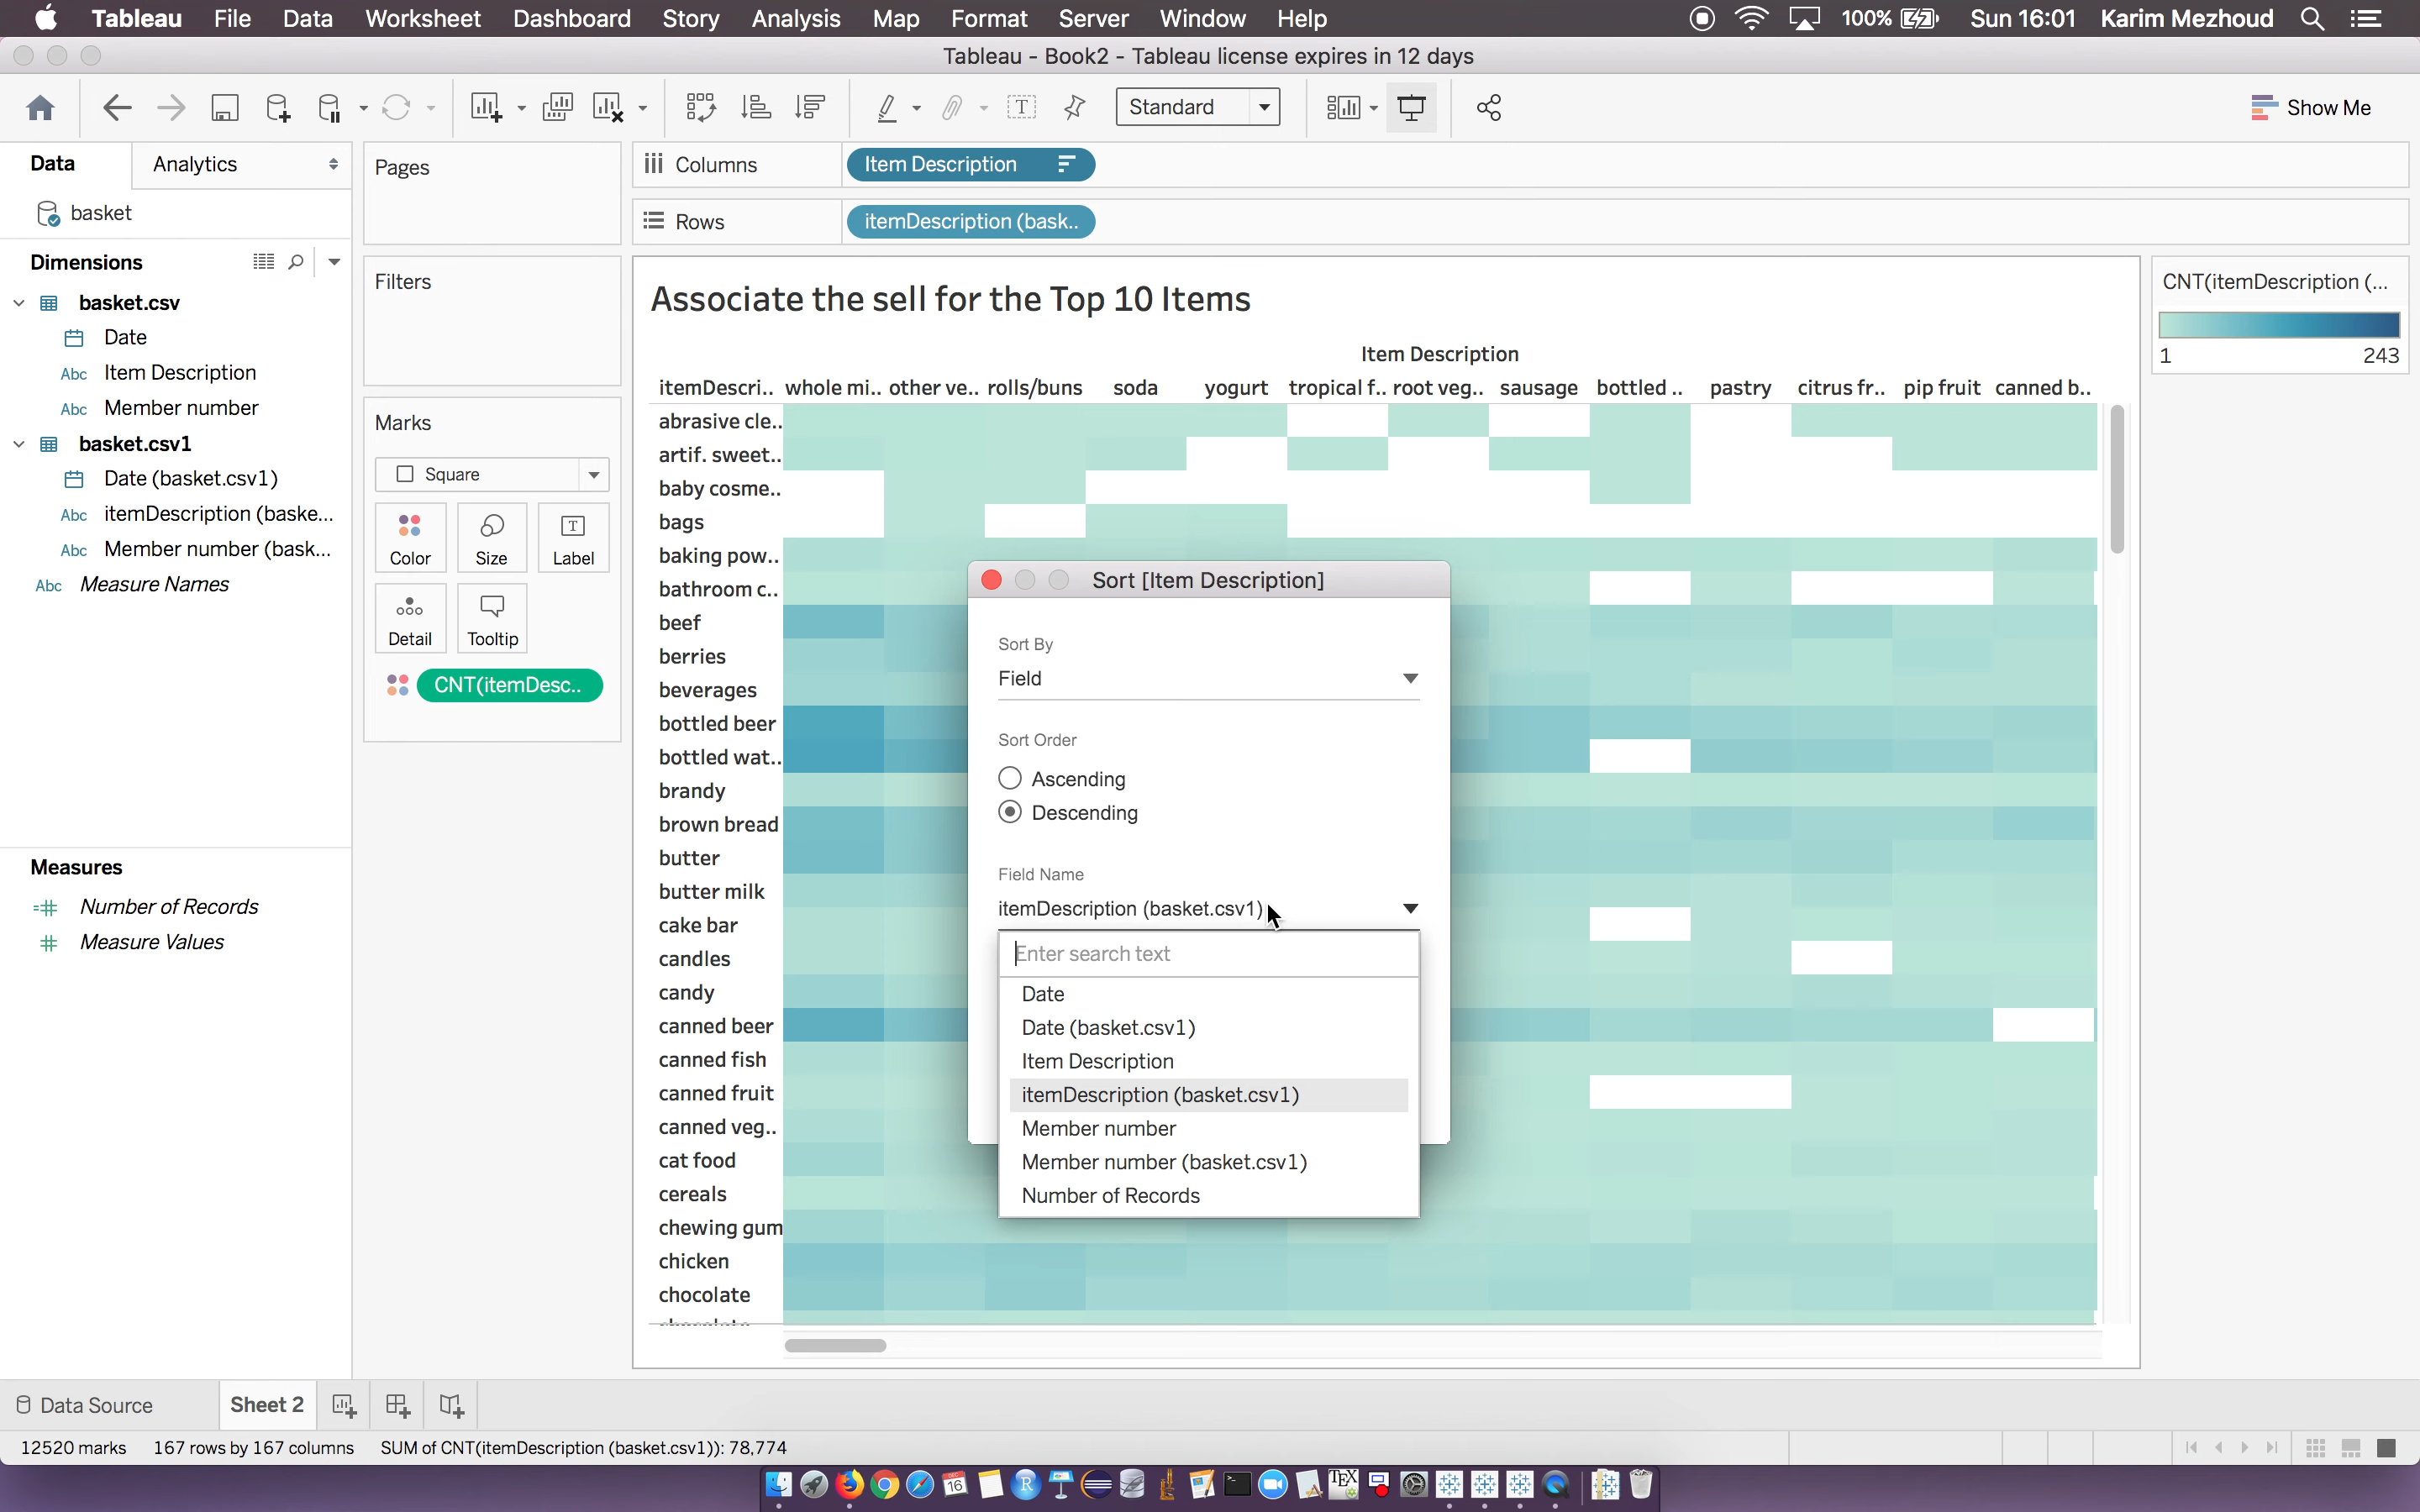 Tableau File Data Worksheet Dashboard Story Analysis Map Format Server Window Help 100% Sun 16:01 Karim Mezhoud
Tableau - Book2 - Tableau license expires in 12 days
Standard
Show Me
Data Analytics
basket
Dimensions
basket.csv
Date
Abc Item Description
Abc Member number
basket.csv1
Date (basket.csv1)
Abc itemDescription (baske...
Abc Member number (bask...
Abc Measure Names
Measures
Number of Records
Measure Values
Pages
Filters
Marks
Square
Color Size Label
Detail Tooltip
CNT(itemDesc..
Columns Item Description
Rows itemDescription (bask..
Associate the sell for the Top 10 Items
Item Description
itemDescri.. whole mi.. other ve.. rolls/buns soda yogurt tropical f.. root veg.. sausage bottled .. pastry citrus fr.. pip fruit canned b..
abrasive cle..
artif. sweet..
baby cosme..
bags
baking pow..
bathroom c..
beef
berries
beverages
bottled beer
bottled wat..
brandy
brown bread
butter
butter milk
cake bar
candles
candy
canned beer
canned fish
canned fruit
canned veg..
cat food
cereals
chewing gum
chicken
chocolate
Sort [Item Description]
Sort By
Field
Sort Order
Ascending
Descending
Field Name
itemDescription (basket.csv1)
Enter search text
Date
Date (basket.csv1)
Item Description
itemDescription (basket.csv1)
Member number
Member number (basket.csv1)
Number of Records
CNT(itemDescription (...
1 243
Data Source Sheet 2
12520 marks 167 rows by 167 columns SUM of CNT(itemDescription (basket.csv1)): 78,774